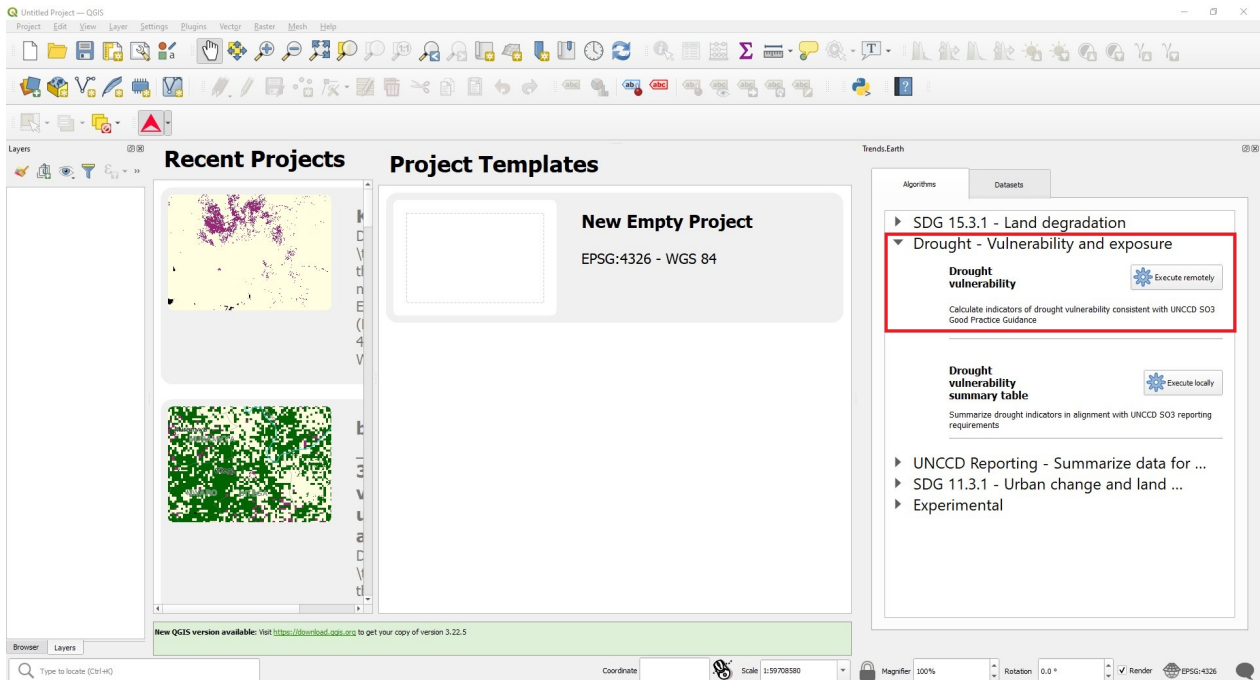 Untitled Project — QGIS
Project Edit View Layer Settings Plugins Vector Raster Mesh Help
Layers
Recent Projects
Project Templates
New Empty Project
EPSG:4326 - WGS 84
New QGIS version available: Visit https://download.qgis.org to get your copy of version 3.22.5
Trends.Earth
Algorithms
Datasets
SDG 15.3.1 - Land degradation
Drought - Vulnerability and exposure
Drought
vulnerability
Execute remotely
Calculate indicators of drought vulnerability consistent with UNCCD SO3
Good Practice Guidance
Drought
vulnerability
summary table
Execute locally
Summarize drought indicators in alignment with UNCCD SO3 reporting
requirements
UNCCD Reporting - Summarize data for ...
SDG 11.3.1 - Urban change and land ...
Experimental
Browser Layers
Type to locate (Ctrl+K)
Coordinate
Scale 1:59708580
Magnifier 100%
Rotation 0.0 °
Render
EPSG:4326